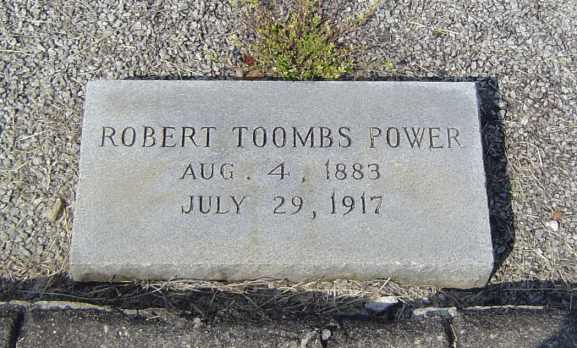 ROBERT TOOMBS POWER
AUG. 4, 1883
JULY 29, 1917